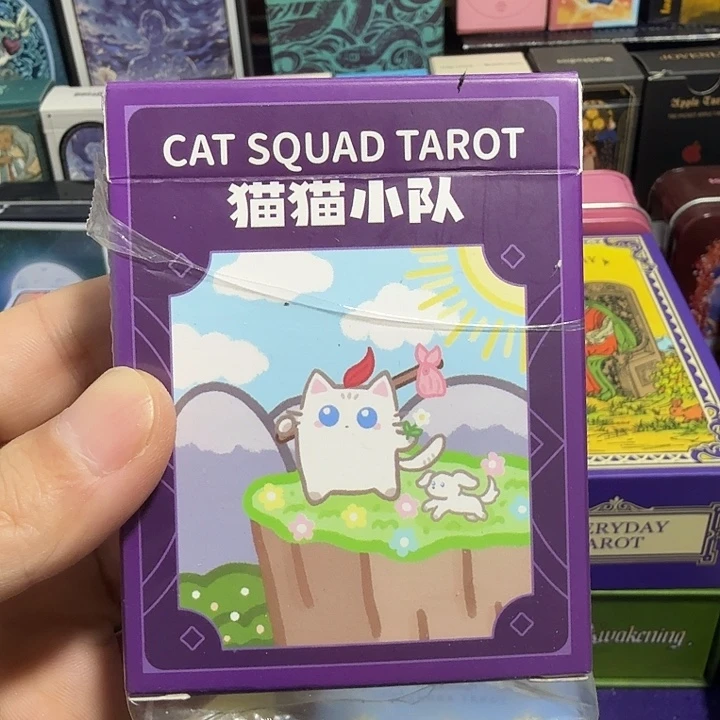 CAT SQUAD TAROT
猫猫小队
ERYDAY
AROT
Awakening